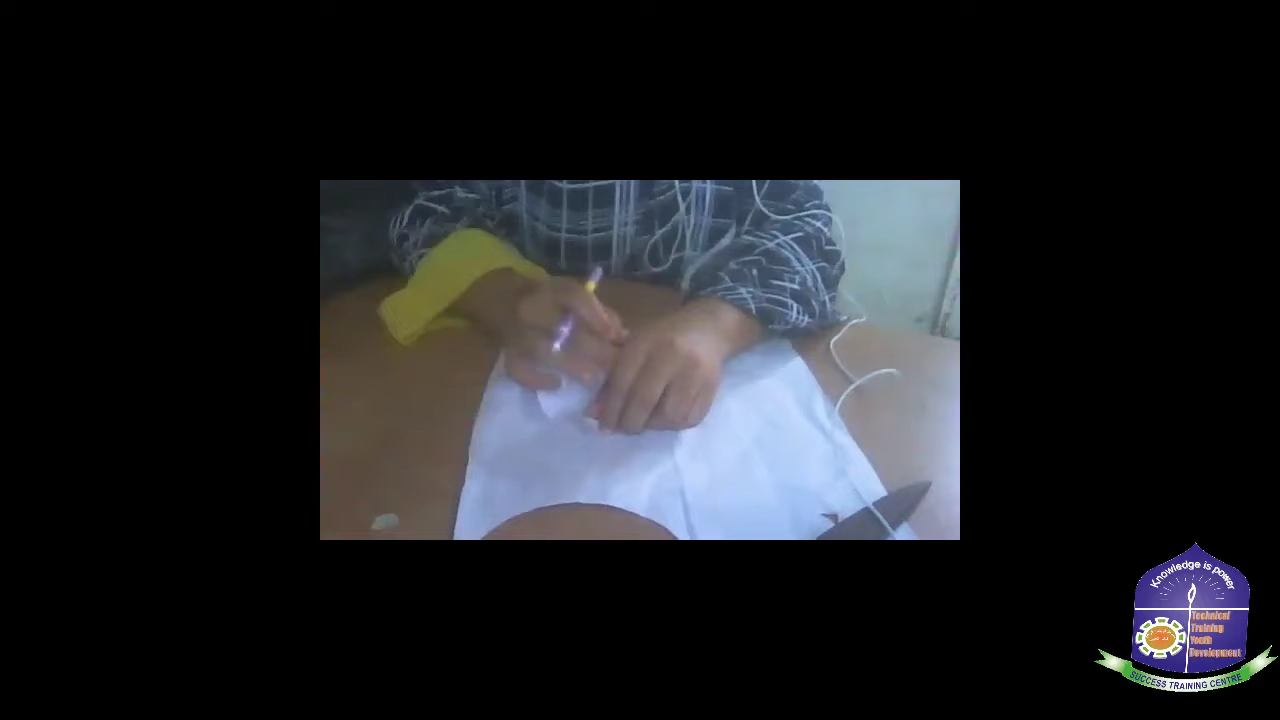 Knowledge is power
Technical
Training
Youth
Development
SUCCESS TRAINING CENTRE